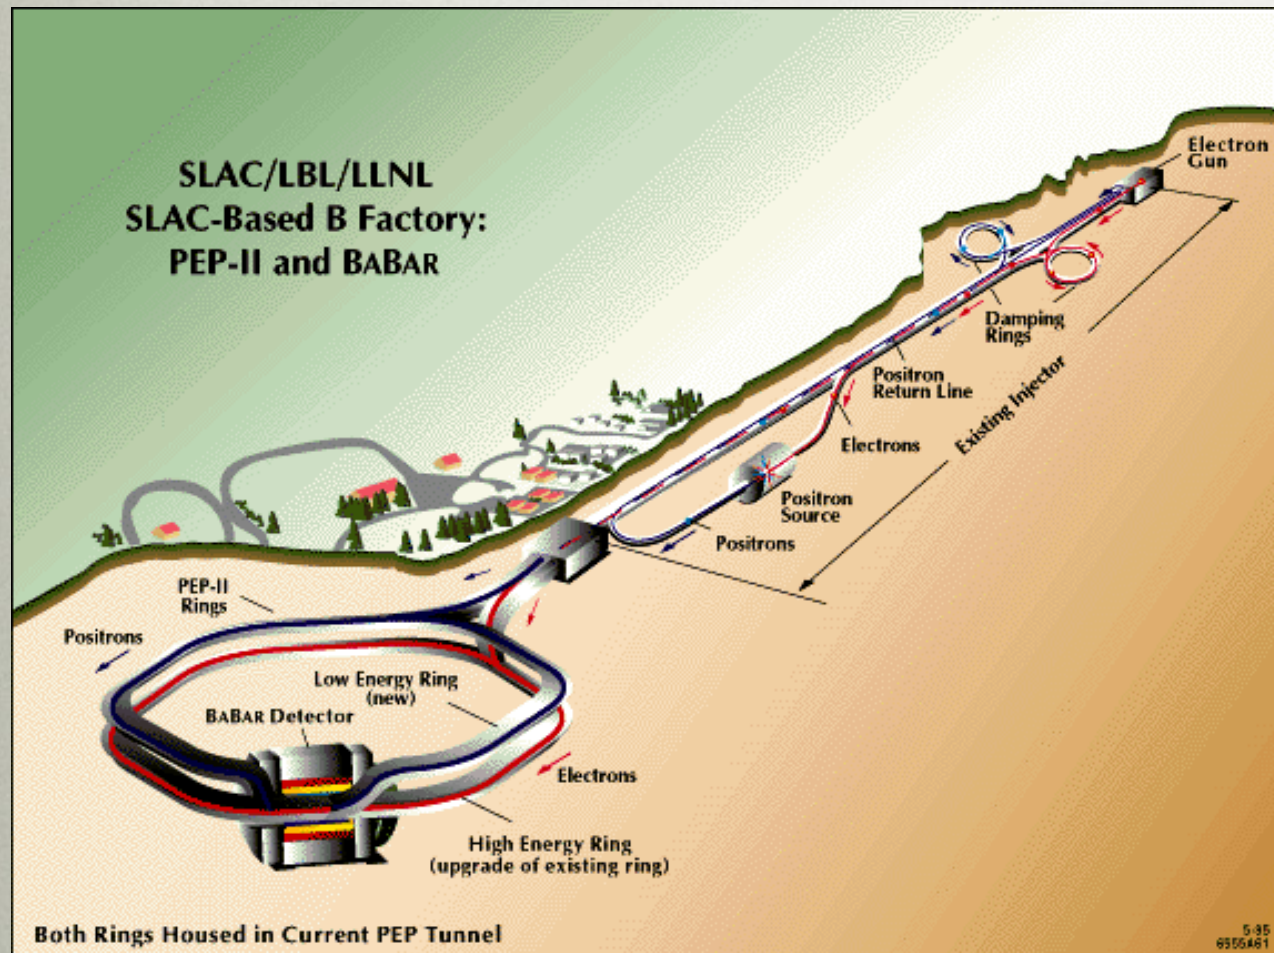 SLAC/LBL/LLNL
SLAC-Based B Factory:
PEP-II and BABAR
Electron
Gun
Damping
Rings
Positron
Return Line
Existing Injector
Electrons
Positron
Source
Positrons
PEP-II
Rings
Positrons
Low Energy Ring
(new)
BABAR Detector
Electrons
High Energy Ring
(upgrade of existing ring)
Both Rings Housed in Current PEP Tunnel
5-95
6955A61